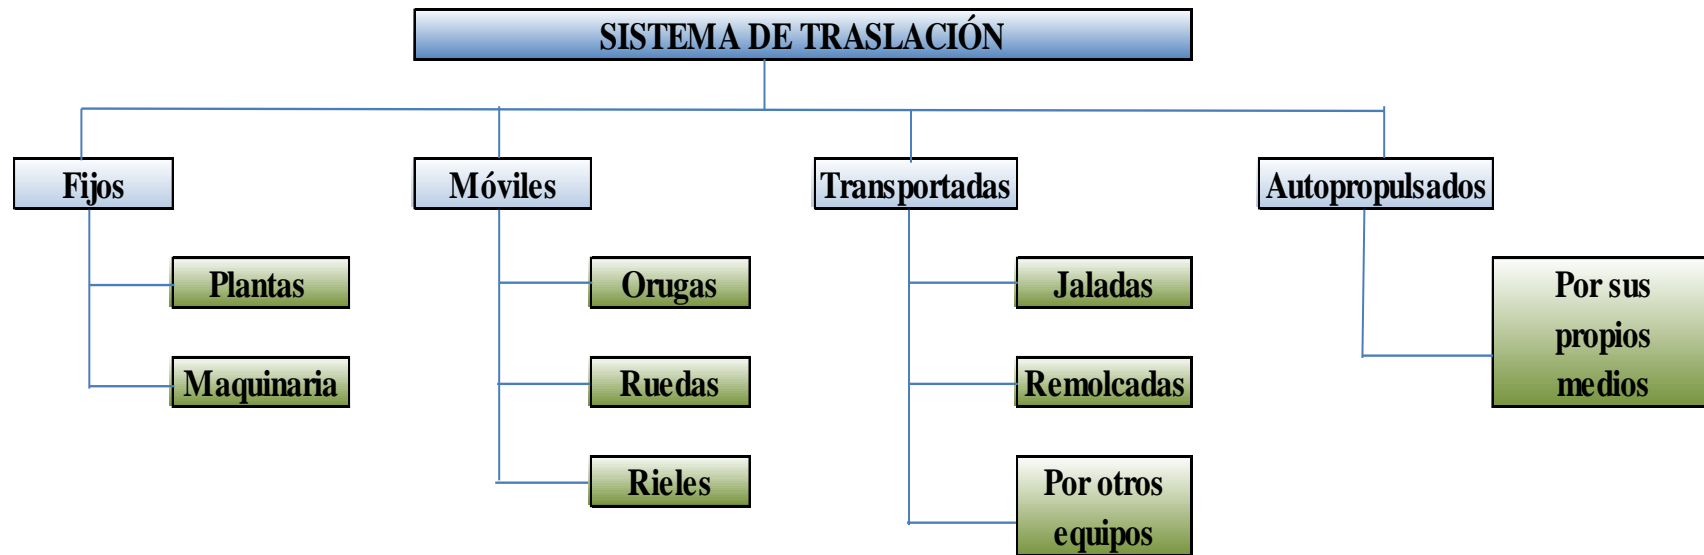 SISTEMA DE TRASLACIÓN
Fijos
Móviles
Transportadas
Autopropulsados
Plantas
Maquinaria
Orugas
Ruedas
Rieles
Jaladas
Remolcadas
Por otros
equipos
Por sus
propios
medios